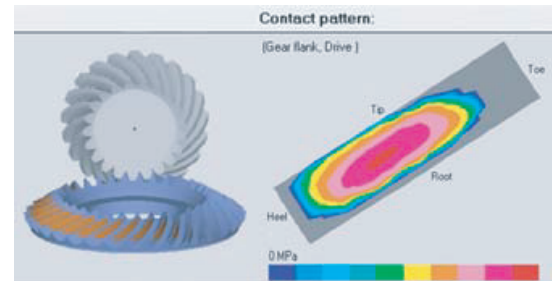 Contact pattern:
(Gear flank, Drive )
Toe
Tip
Root
Heel
0 MPa